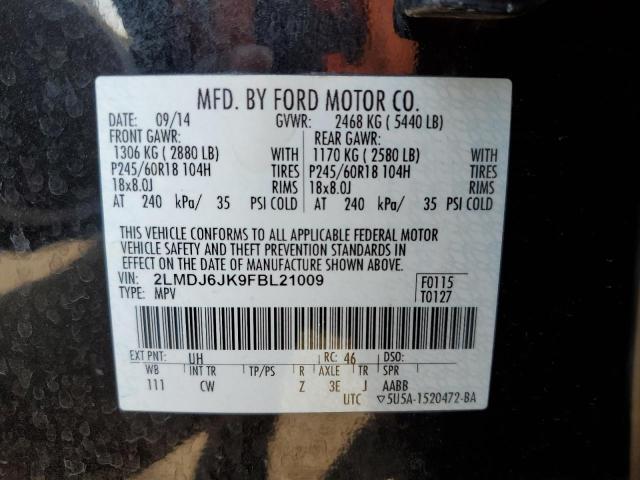 MFD. BY FORD MOTOR CO.
DATE: 09/14 GVWR: 2468 KG ( 5440 LB)
FRONT GAWR: REAR GAWR:
1306 KG ( 2880 LB) WITH 1170 KG ( 2580 LB) WITH
P245/60R18 104H TIRES P245/60R18 104H TIRES
18x8.0J RIMS 18x8.0J RIMS
AT 240 kPa/ 35 PSI COLD AT 240 kPa/ 35 PSI COLD
THIS VEHICLE CONFORMS TO ALL APPLICABLE FEDERAL MOTOR
VEHICLE SAFETY AND THEFT PREVENTION STANDARDS IN
EFFECT ON THE DATE OF MANUFACTURE SHOWN ABOVE.
VIN: 2LMDJ6JK9FBL21009 F0115
TYPE: MPV T0127
EXT PNT: UH RC: 46 DSO:
WB INT TR TP/PS R AXLE TR SPR
111 CW Z 3E J AABB
UTC ▽5U5A-1520472-BA